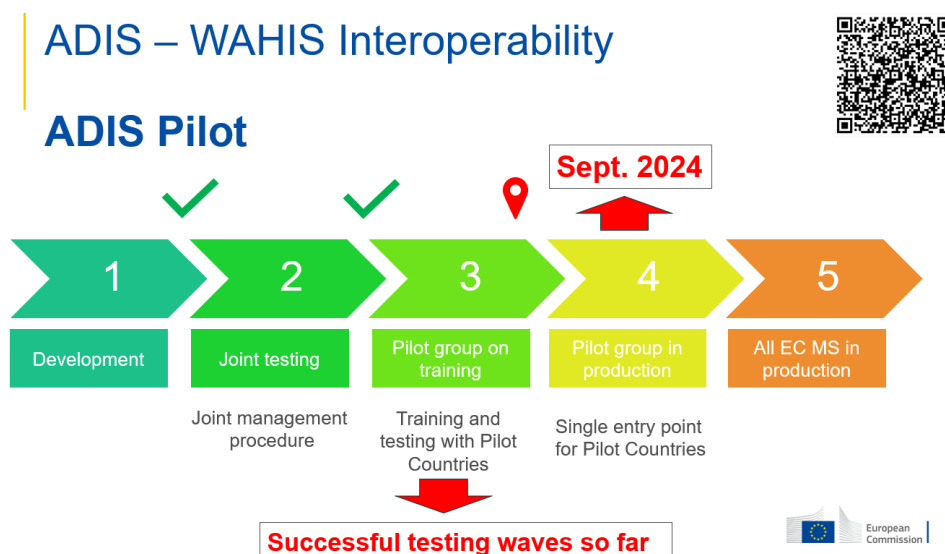 ADIS – WAHIS Interoperability
ADIS Pilot
Sept. 2024
1
2
3
4
5
Development
Joint testing
Pilot group on
training
Pilot group in
production
All EC MS in
production
Joint management
procedure
Training and
testing with Pilot
Countries
Single entry point
for Pilot Countries
Successful testing waves so far
European
Commission